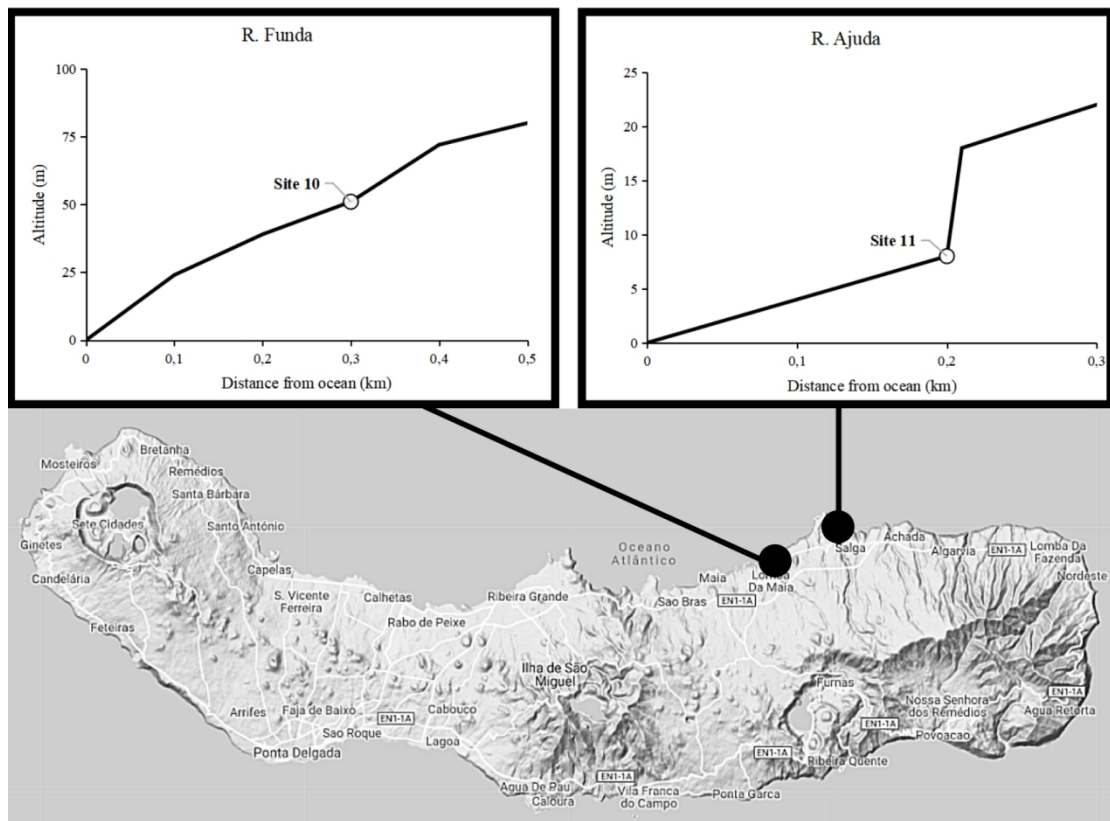 R. Funda
Altitude (m)
100
75
50
25
0
Site 10
0
0,1
0,2
0,3
0,4
0,5
Distance from ocean (km)
R. Ajuda
Altitude (m)
25
20
15
10
5
0
Site 11
0
0,1
0,2
0,3
Distance from ocean (km)
Bretanha
Mosteiros
Remédios
Santa Bárbara
Sete Cidades
Santo António
Ginetes
Candelária
Capelas
Feteiras
S. Vicente
Ferreira
Calhetas
Rabo de Peixe
Ribeira Grande
Oceano
Atlântico
Maia
Lomba
Da Maia
Sao Bras
EN1-1A
Salga
Achada
Algarvia
EN1-1A
Lomba Da
Fazenda
Nordeste
Ilha de São
Miguel
Furnas
Arrifes
Faja de Baixo
Sao Roque
EN1-1A
Cabouco
Lagoa
Ponta Delgada
Nossa Senhora
dos Remédios
Povoacao
EN1-1A
EN1-1A
Agua Retorta
EN1-1A
Ribeira Quente
Agua De Pau
Caloura
EN1-1A
Vila Franca
do Campo
Ponta Garca